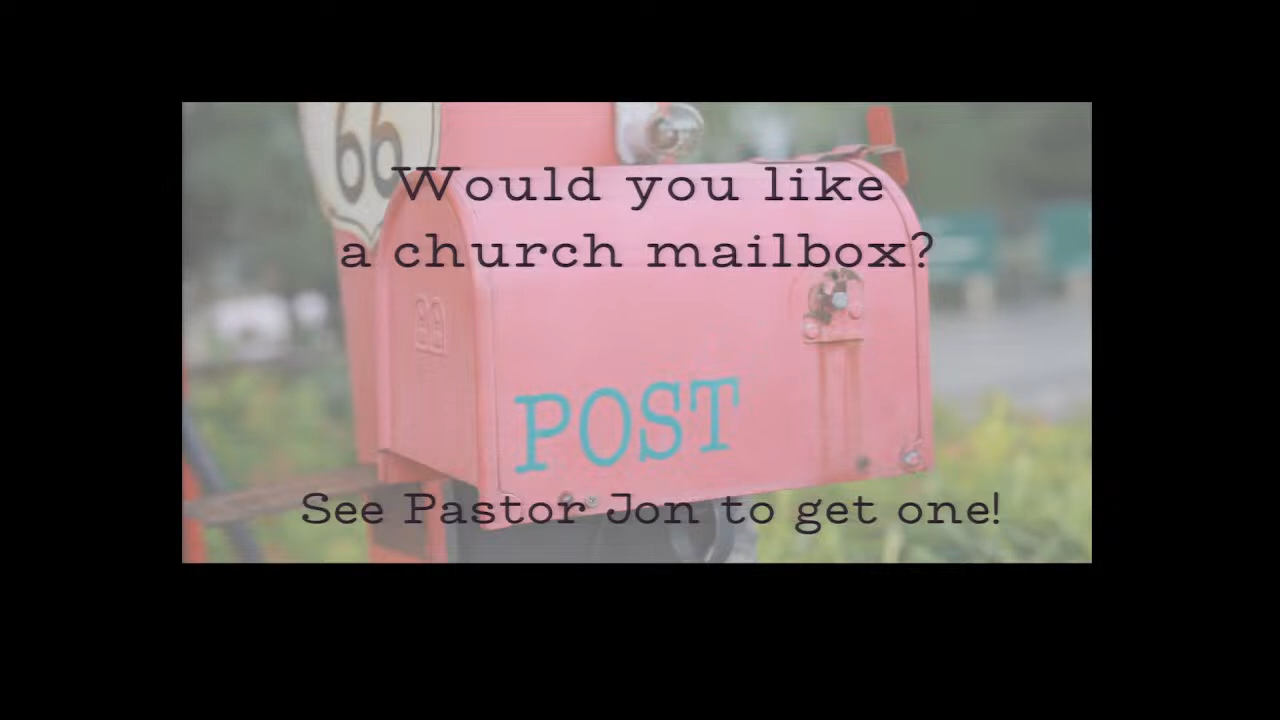 66
Would you like
a church mailbox?
POST
See Pastor Jon to get one!